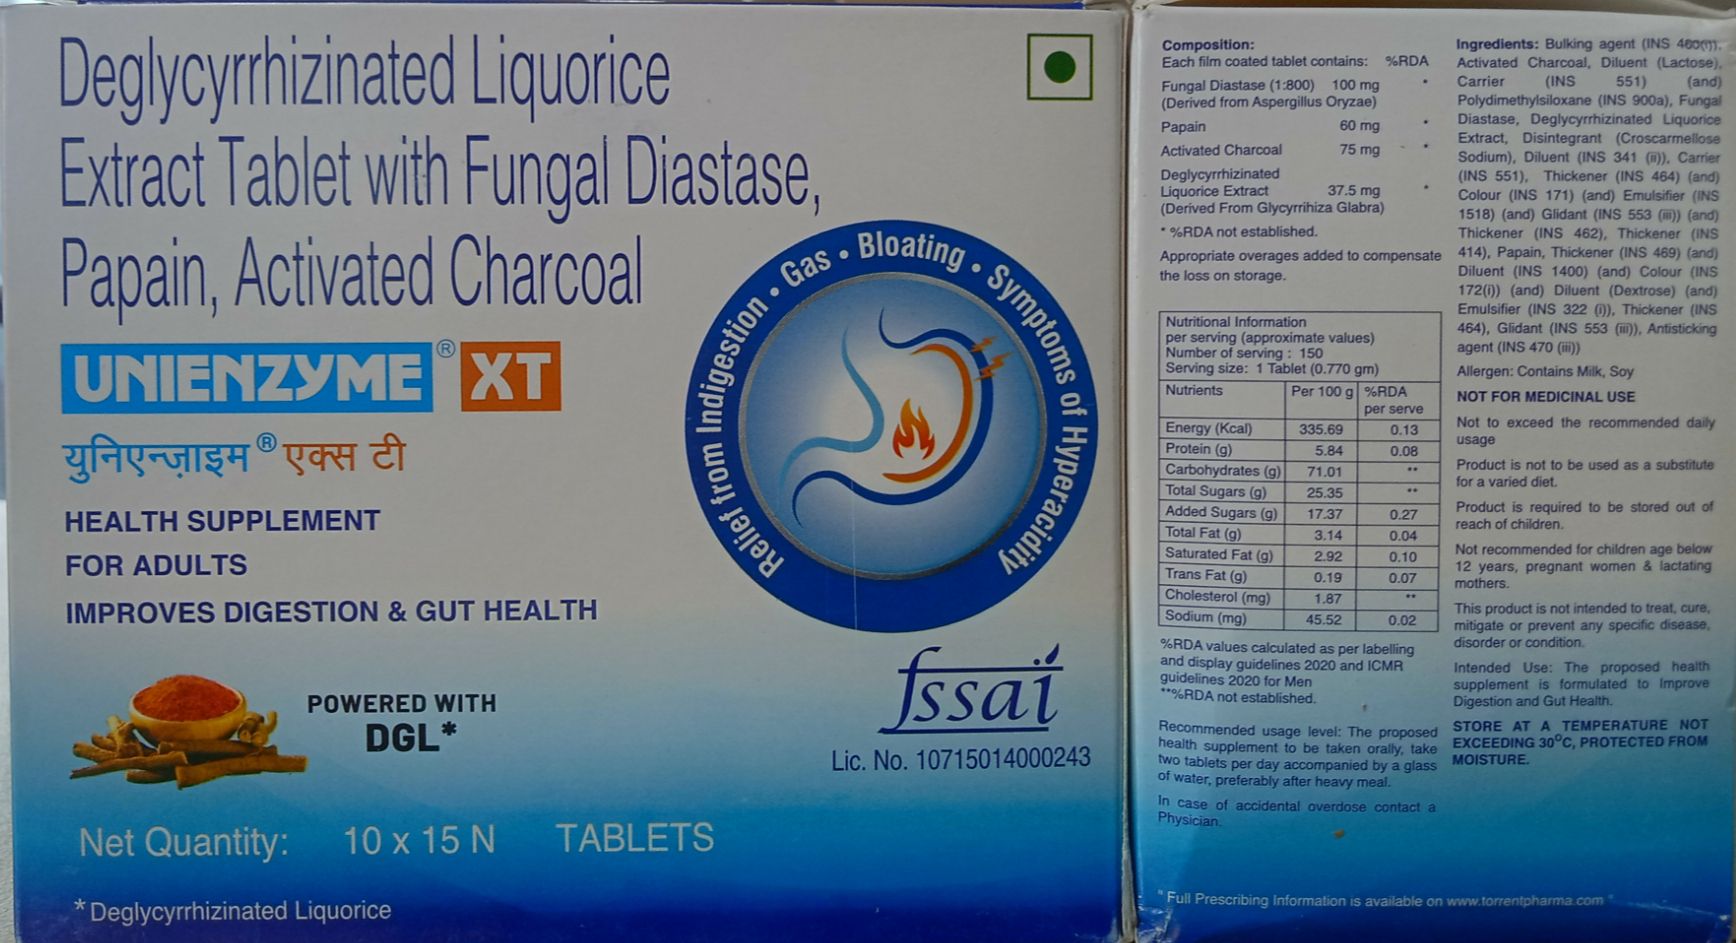 Deglycyrrhizinated Liquorice
Extract Tablet with Fungal Diastase,
Papain, Activated Charcoal
UNIENZYME® XT
युनिएन्ज़ाइम® एक्स टी
HEALTH SUPPLEMENT
FOR ADULTS
IMPROVES DIGESTION & GUT HEALTH
Relief from Indigestion • Gas • Bloating • Symptoms of Hyperacidity
POWERED WITH
DGL*
fssai
Lic. No. 10715014000243
Net Quantity: 10 x 15 N TABLETS
*Deglycyrrhizinated Liquorice
Composition:
Each film coated tablet contains: %RDA
Fungal Diastase (1:800) 100 mg *
(Derived from Aspergillus Oryzae)
Papain 60 mg *
Activated Charcoal 75 mg *
Deglycyrrhizinated
Liquorice Extract 37.5 mg *
(Derived From Glycyrrihiza Glabra)
* %RDA not established.
Appropriate overages added to compensate
the loss on storage.
Nutritional Information
per serving (approximate values)
Number of serving : 150
Serving size: 1 Tablet (0.770 gm)
Nutrients Per 100 g %RDA
per serve
Energy (Kcal) 335.69 0.13
Protein (g) 5.84 0.08
Carbohydrates (g) 71.01 **
Total Sugars (g) 25.35 **
Added Sugars (g) 17.37 0.27
Total Fat (g) 3.14 0.04
Saturated Fat (g) 2.92 0.10
Trans Fat (g) 0.19 0.07
Cholesterol (mg) 1.87 **
Sodium (mg) 45.52 0.02
%RDA values calculated as per labelling
and display guidelines 2020 and ICMR
guidelines 2020 for Men
**%RDA not established.
Recommended usage level: The proposed
health supplement to be taken orally, take
two tablets per day accompanied by a glass
of water, preferably after heavy meal.
In case of accidental overdose contact a
Physician.
Ingredients: Bulking agent (INS 460(i)),
Activated Charcoal, Diluent (Lactose),
Carrier (INS 551) (and)
Polydimethylsiloxane (INS 900a), Fungal
Diastase, Deglycyrrhizinated Liquorice
Extract, Disintegrant (Croscarmellose
Sodium), Diluent (INS 341 (ii)), Carrier
(INS 551), Thickener (INS 464) (and)
Colour (INS 171) (and) Emulsifier (INS
1518) (and) Glidant (INS 553 (iii)) (and)
Thickener (INS 462), Thickener (INS
414), Papain, Thickener (INS 469) (and)
Diluent (INS 1400) (and) Colour (INS
172(i)) (and) Diluent (Dextrose) (and)
Emulsifier (INS 322 (i)), Thickener (INS
464), Glidant (INS 553 (iii)), Antisticking
agent (INS 470 (iii))
Allergen: Contains Milk, Soy
NOT FOR MEDICINAL USE
Not to exceed the recommended daily
usage
Product is not to be used as a substitute
for a varied diet.
Product is required to be stored out of
reach of children.
Not recommended for children age below
12 years, pregnant women & lactating
mothers.
This product is not intended to treat, cure,
mitigate or prevent any specific disease,
disorder or condition.
Intended Use: The proposed health
supplement is formulated to Improve
Digestion and Gut Health.
STORE AT A TEMPERATURE NOT
EXCEEDING 30°C, PROTECTED FROM
MOISTURE.
" Full Prescribing Information is available on www.torrentpharma.com "